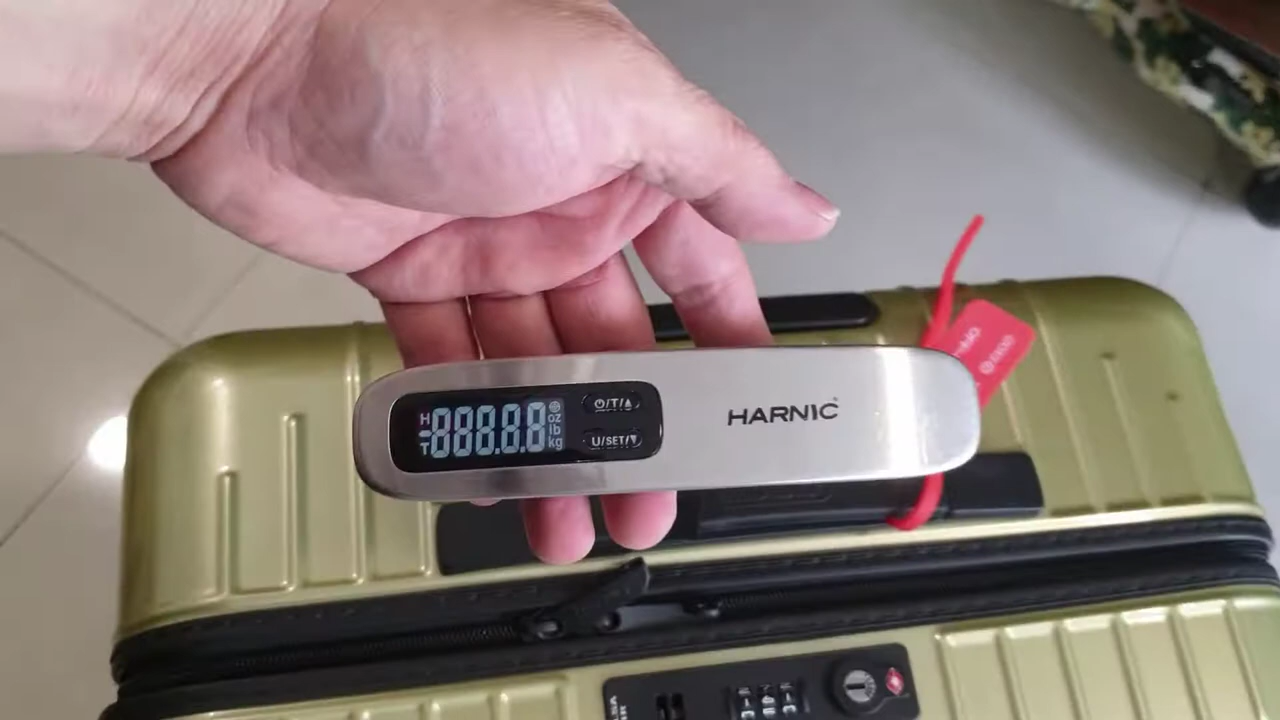 H
-888.8.8
T
oz
lb
kg
⏻/T/▲
U/SET/▼
HARNIC®